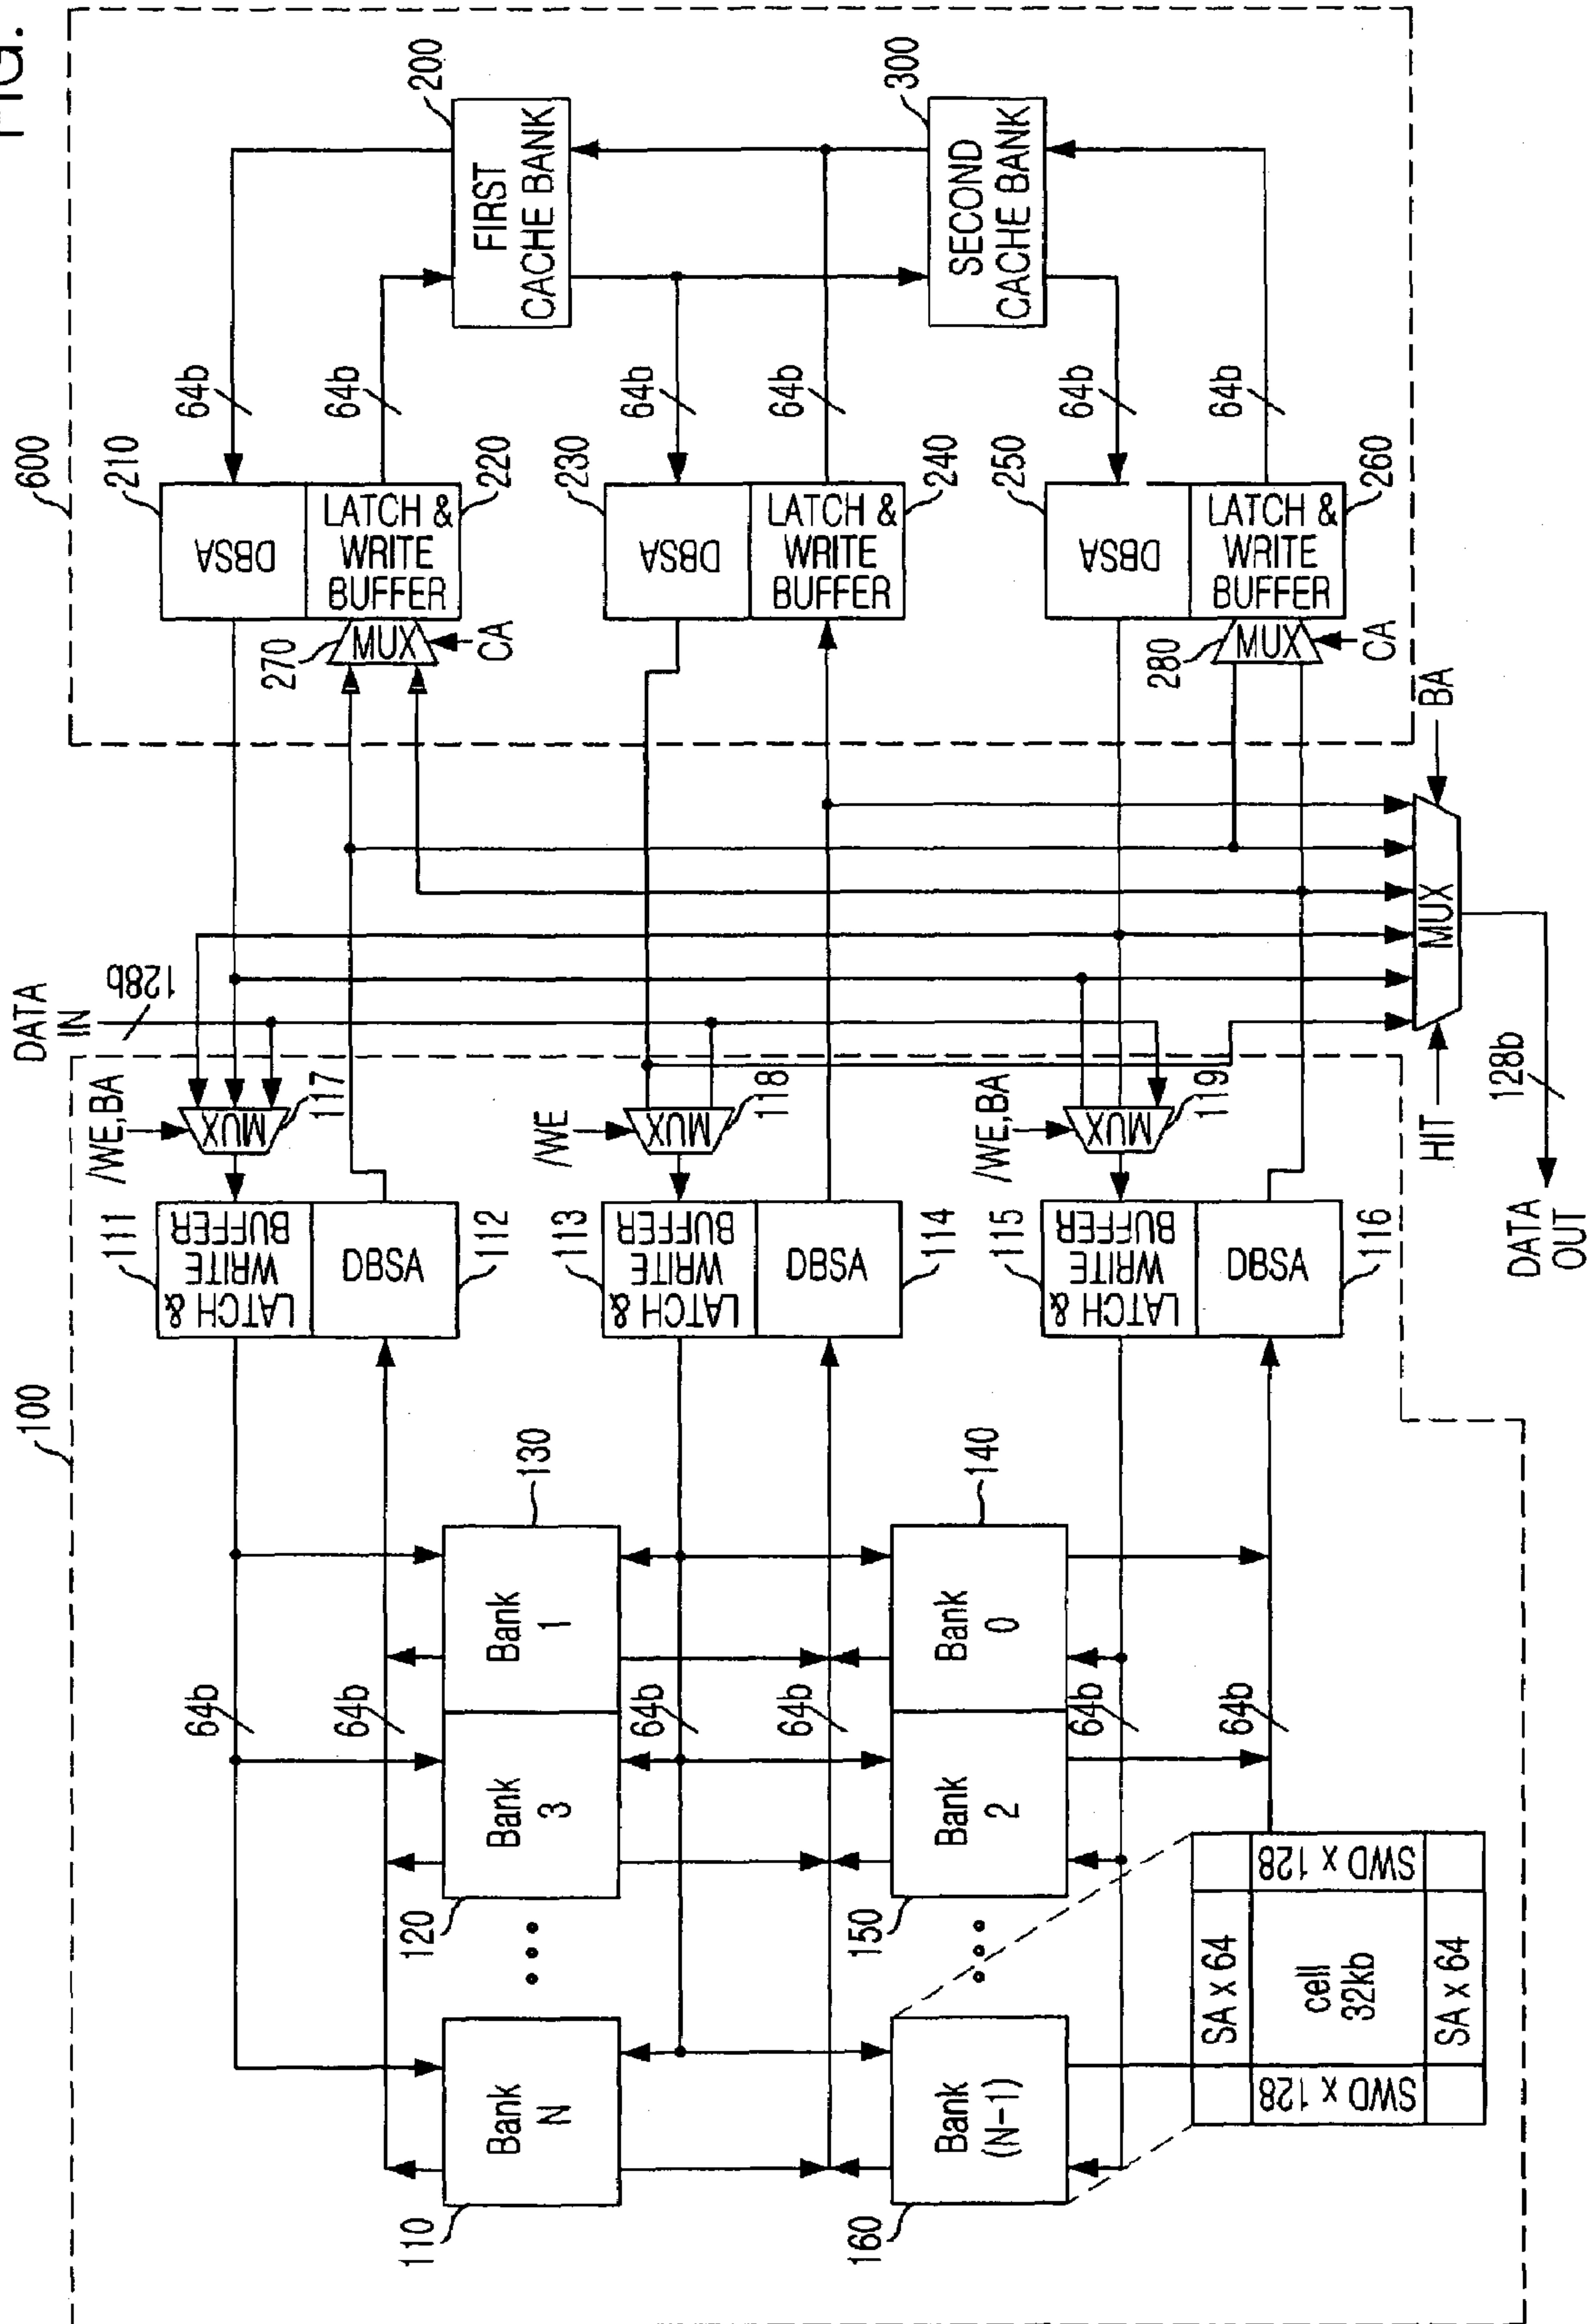 FIG.
600
210
DBSA
LATCH &
WRITE
BUFFER
220
270
MUX
CA
64b
64b
200
FIRST
CACHE BANK
230
DBSA
LATCH &
WRITE
BUFFER
240
64b
64b
300
SECOND
CACHE BANK
250
DBSA
LATCH &
WRITE
BUFFER
260
280
MUX
CA
64b
64b
DATA
IN
128b
BA
MUX
HIT
128b
DATA
OUT
100
/WE,BA
MUX
117
111
LATCH &
WRITE
BUFFER
DBSA
112
/WE
MUX
118
113
LATCH &
WRITE
BUFFER
DBSA
114
/WE,BA
MUX
119
115
LATCH &
WRITE
BUFFER
DBSA
116
64b
64b
64b
64b
64b
64b
110
Bank
N
120
Bank
3
130
Bank
1
160
Bank
(N-1)
150
Bank
2
140
Bank
0
SA x 64
SWD x 128
cell
32kb
SWD x 128
SA x 64